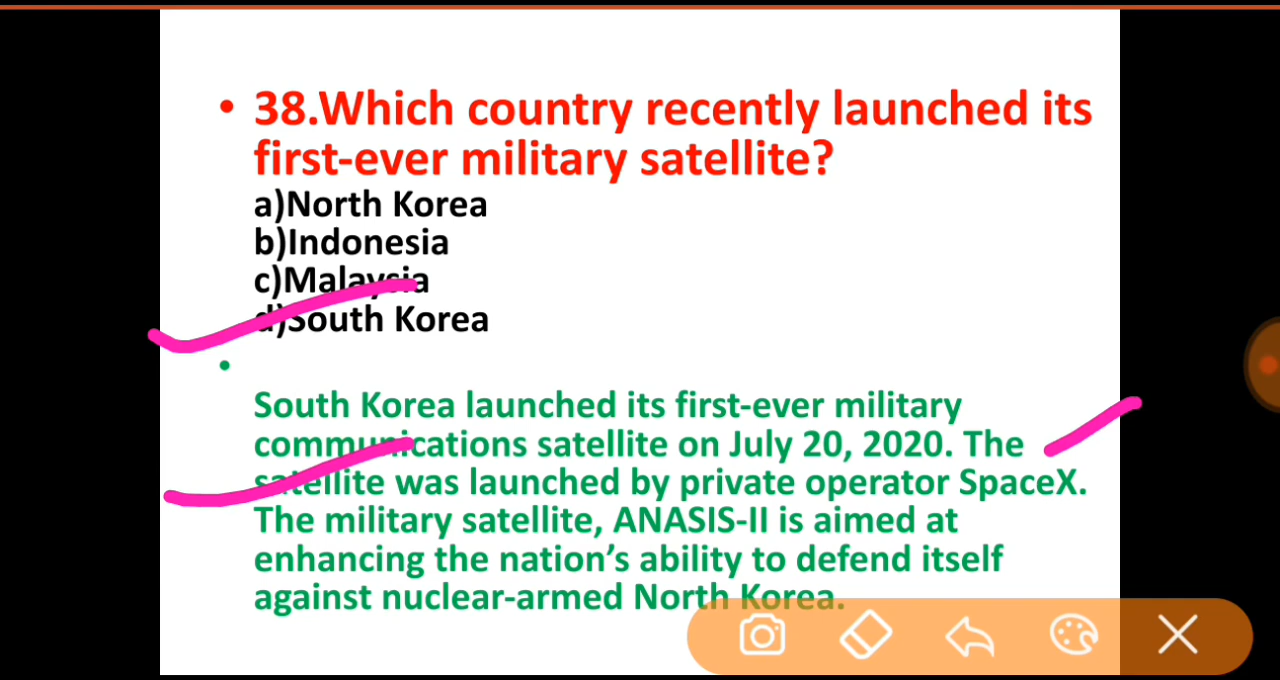 38.Which country recently launched its
first-ever military satellite?
a)North Korea
b)Indonesia
c)Malaysia
d)South Korea
South Korea launched its first-ever military
communications satellite on July 20, 2020. The
satellite was launched by private operator SpaceX.
The military satellite, ANASIS-II is aimed at
enhancing the nation's ability to defend itself
against nuclear-armed North Korea.